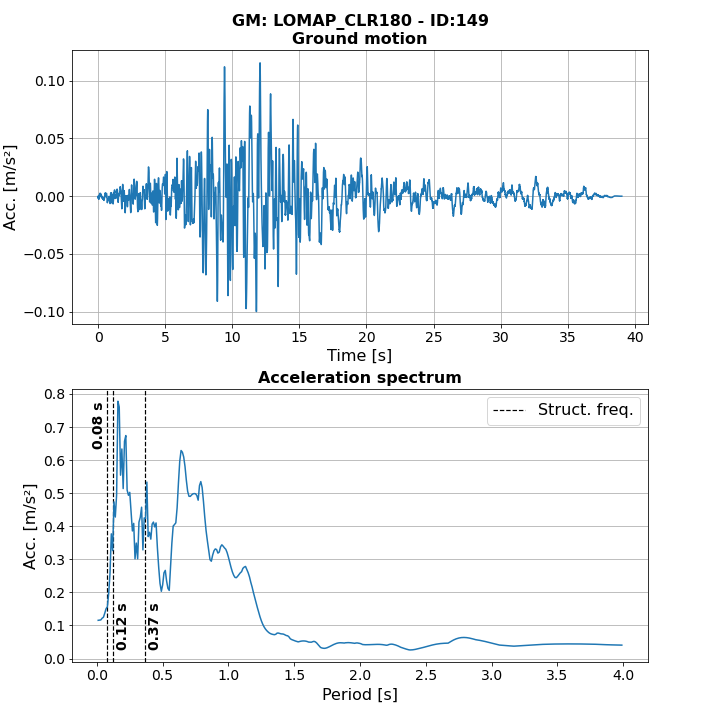 GM: LOMAP_CLR180 - ID:149
Ground motion
0.10
0.05
0.00
−0.05
−0.10
Acc. [m/s²]
0 5 10 15 20 25 30 35 40
Time [s]
Acceleration spectrum
0.8
0.7
0.6
0.5
0.4
0.3
0.2
0.1
0.0
Acc. [m/s²]
0.08 s
0.12 s
0.37 s
Struct. freq.
0.0 0.5 1.0 1.5 2.0 2.5 3.0 3.5 4.0
Period [s]